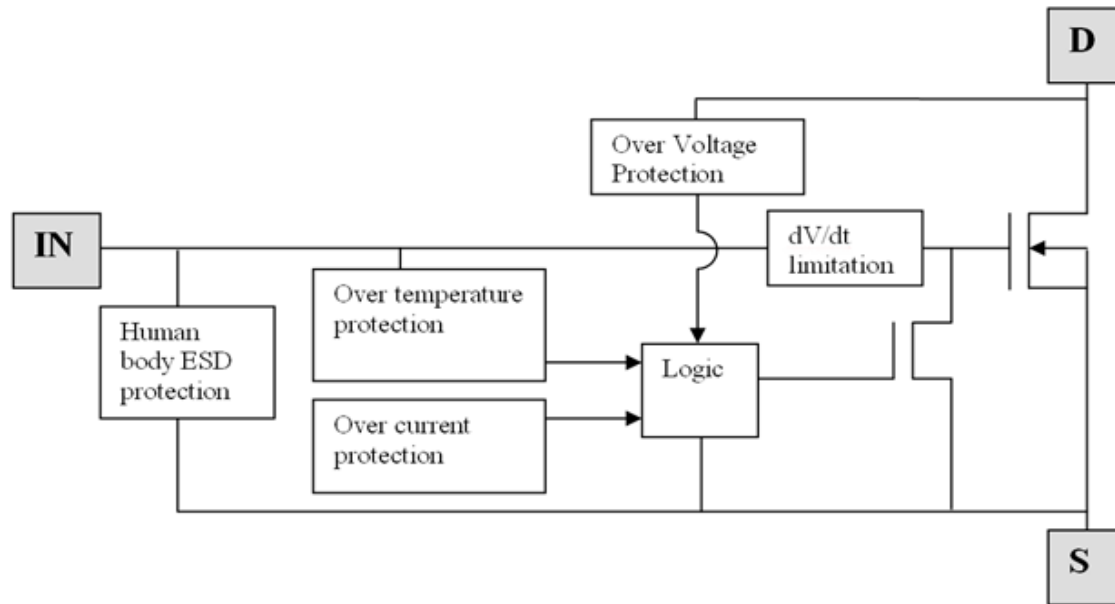 D
Over Voltage
Protection
IN
dV/dt
limitation
Over temperature
protection
Human
body ESD
protection
Logic
Over current
protection
S